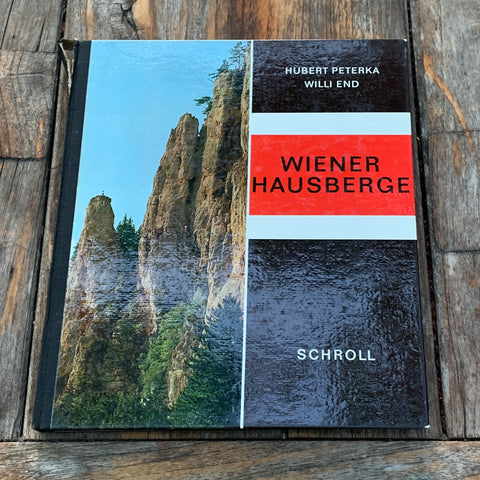 HUBERT PETERKA
WILLI END
WIENER
HAUSBERGE
SCHROLL